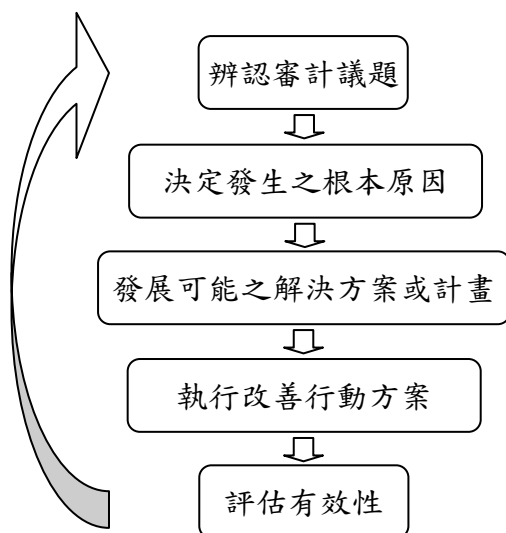 辨認審計議題
決定發生之根本原因
發展可能之解決方案或計畫
執行改善行動方案
評估有效性